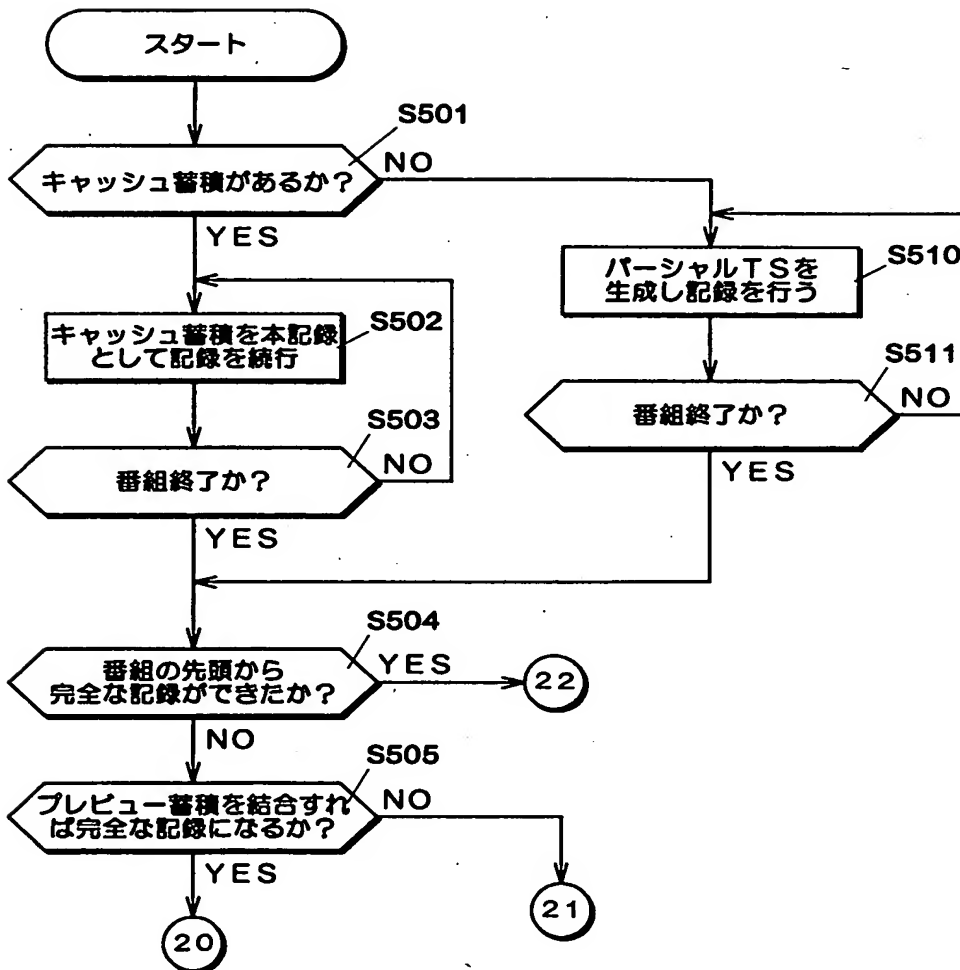 スタート
S501
キャッシュ蓄積があるか？
NO
YES
S510
パーシャルＴＳを
生成し記録を行う
S502
キャッシュ蓄積を本記録
として記録を続行
S511
番組終了か？
NO
YES
S503
番組終了か？
NO
YES
S504
番組の先頭から
完全な記録ができたか？
YES
22
NO
S505
プレビュー蓄積を結合すれ
ば完全な記録になるか？
NO
YES
21
20